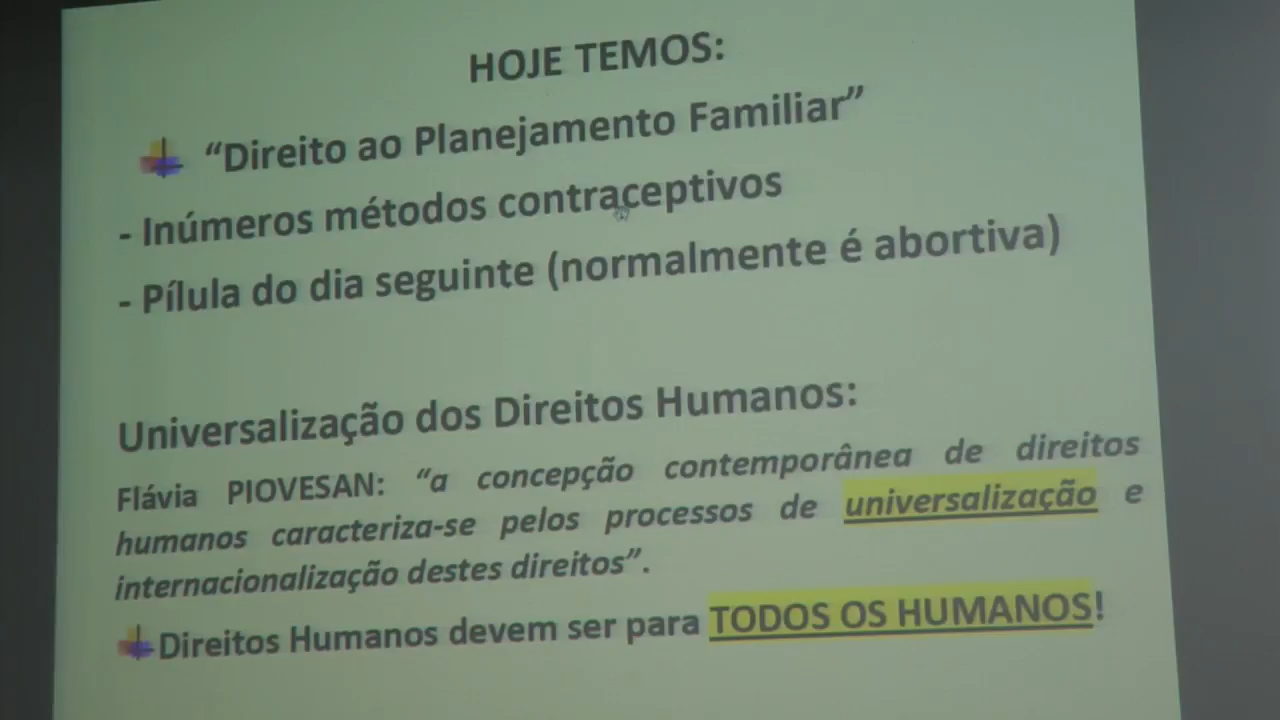 HOJE TEMOS:
“Direito ao Planejamento Familiar”
- Inúmeros métodos contraceptivos
- Pílula do dia seguinte (normalmente é abortiva)
Universalização dos Direitos Humanos:
Flávia PIOVESAN: “a concepção contemporânea de direitos
humanos caracteriza-se pelos processos de universalização e
internacionalização destes direitos”.
Direitos Humanos devem ser para TODOS OS HUMANOS!